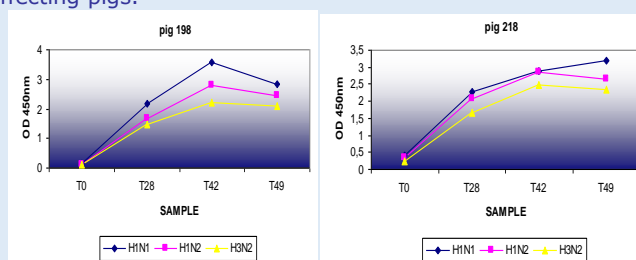 ffecting pigs.
pig 198
OD 450nm
4
3
2
1
0
T0 T28 T42 T49
SAMPLE
H1N1 H1N2 H3N2
pig 218
OD 450nm
3,5
3
2,5
2
1,5
1
0,5
0
T0 T28 T42 T49
SAMPLE
H1N1 H1N2 H3N2